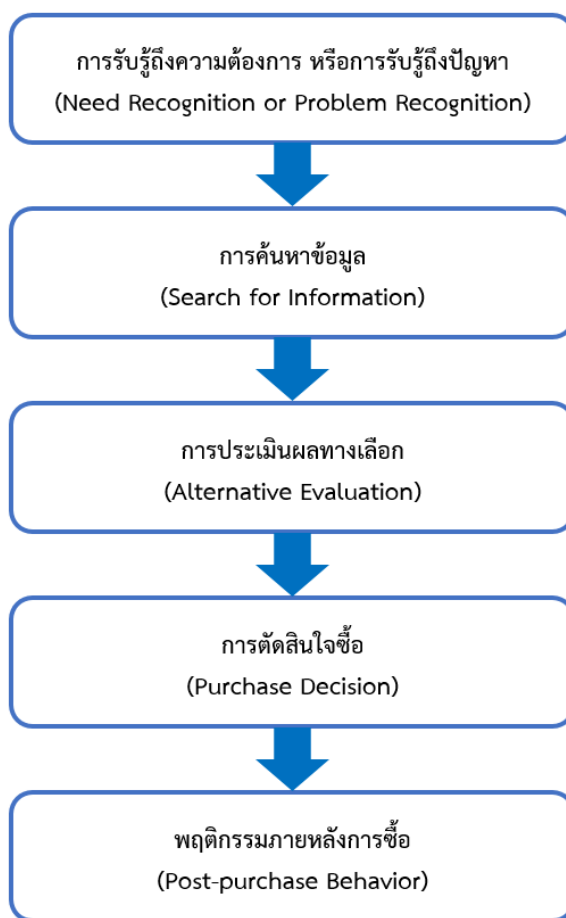 การรับรู้ถึงความต้องการ หรือการรับรู้ถึงปัญหา
(Need Recognition or Problem Recognition)
การค้นหาข้อมูล
(Search for Information)
การประเมินผลทางเลือก
(Alternative Evaluation)
การตัดสินใจซื้อ
(Purchase Decision)
พฤติกรรมภายหลังการซื้อ
(Post-purchase Behavior)